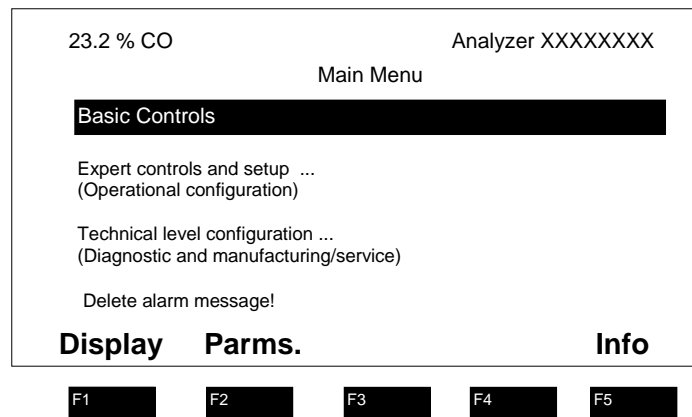 23.2 % CO Analyzer XXXXXXXX
Main Menu
Basic Controls
Expert controls and setup ...
(Operational configuration)
Technical level configuration ...
(Diagnostic and manufacturing/service)
Delete alarm message!
Display Parms. Info
F1 F2 F3 F4 F5